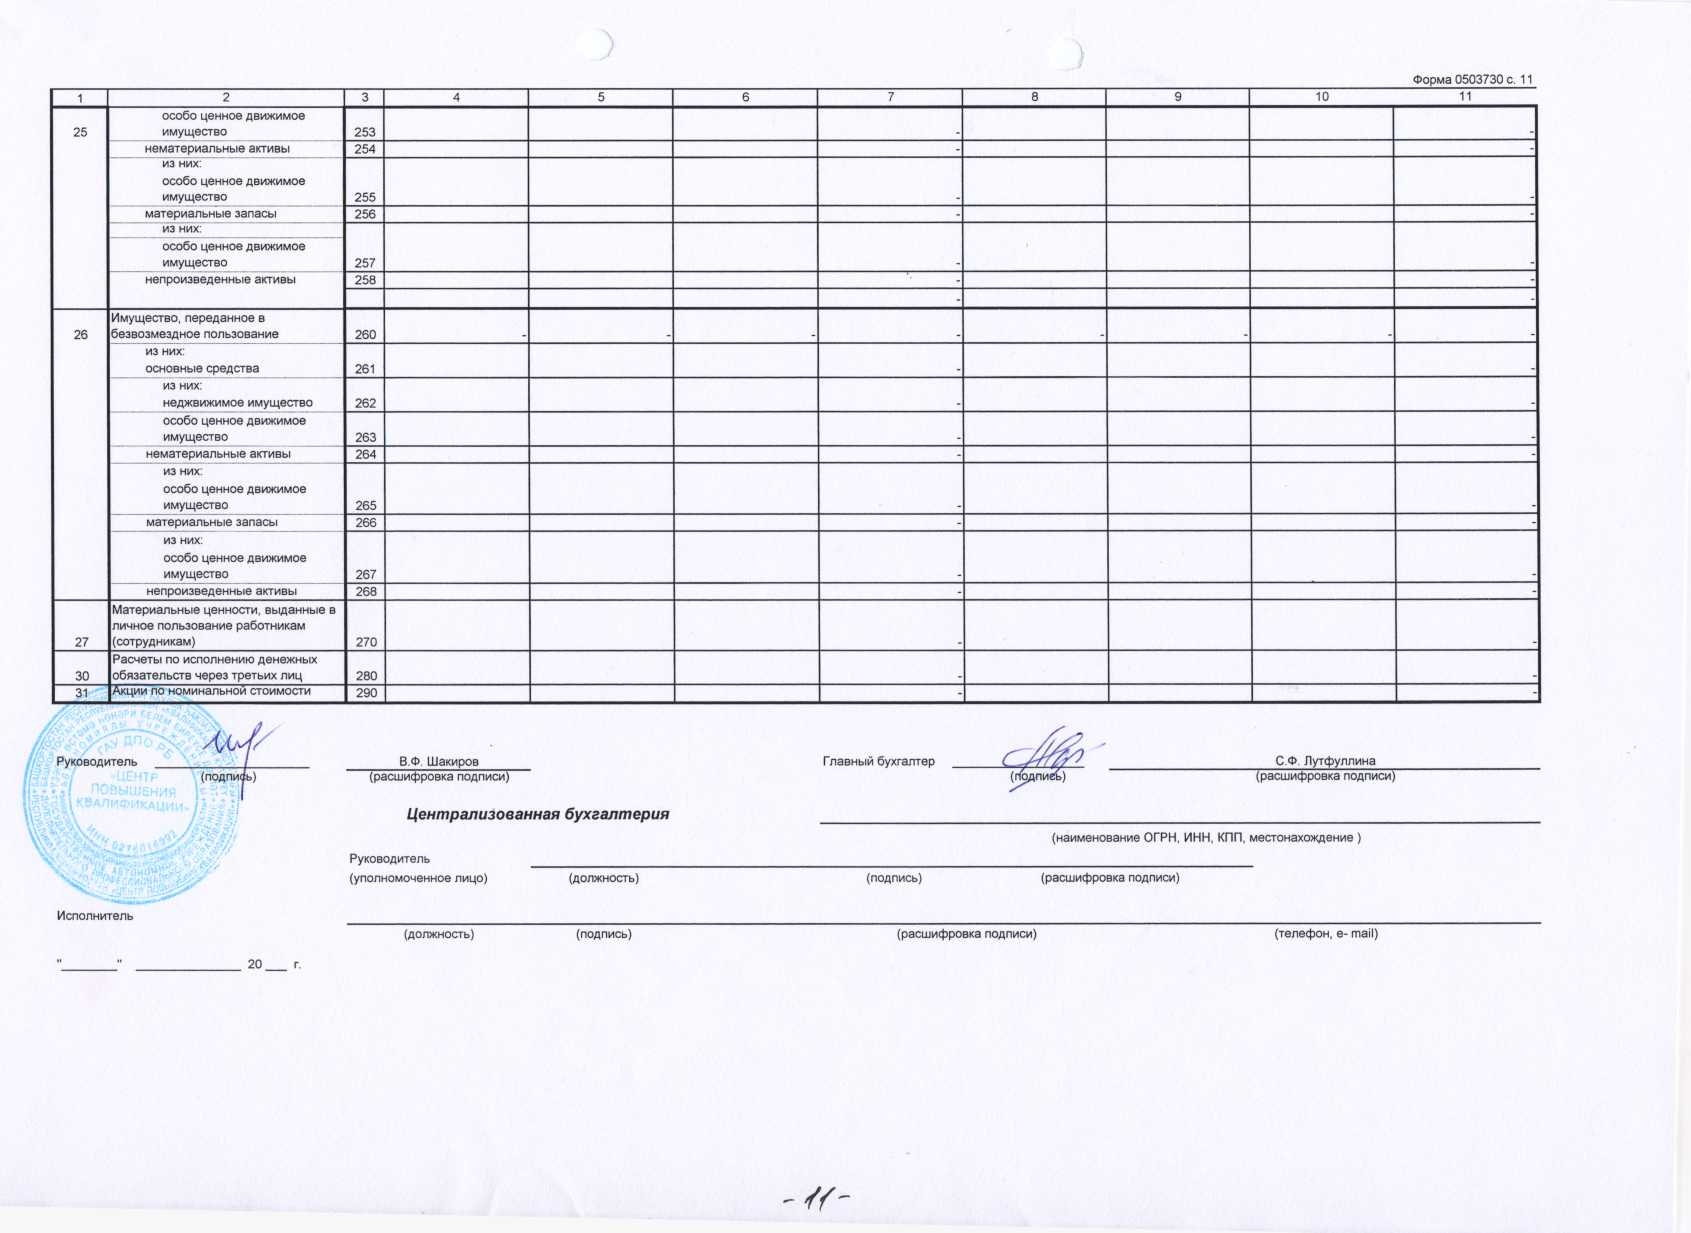 Форма 0503730 с. 11
1 2 3 4 5 6 7 8 9 10 11
особо ценное движимое
25 имущество 253 - -
нематериальные активы 254 - -
из них:
особо ценное движимое
имущество 255 - -
материальные запасы 256 - -
из них:
особо ценное движимое
имущество 257 - -
непроизведенные активы 258 - -
- -
Имущество, переданное в
26 безвозмездное пользование 260 - - - - - - - -
из них:
основные средства 261 - -
из них:
неджвижимое имущество 262 - -
особо ценное движимое
имущество 263 - -
нематериальные активы 264 - -
из них:
особо ценное движимое
имущество 265 - -
материальные запасы 266 - -
из них:
особо ценное движимое
имущество 267 - -
непроизведенные активы 268 - -
Материальные ценности, выданные в
личное пользование работникам
27 (сотрудникам) 270 - -
Расчеты по исполнению денежных
30 обязательств через третьих лиц 280 - -
31 Акции по номинальной стоимости 290 - -
Руководитель В.Ф. Шакиров Главный бухгалтер С.Ф. Лутфуллина
(подпись) (расшифровка подписи) (подпись) (расшифровка подписи)
ГАУ ДПО РБ
«ЦЕНТР
ПОВЫШЕНИЯ
КВАЛИФИКАЦИИ»
Централизованная бухгалтерия
(наименование ОГРН, ИНН, КПП, местонахождение )
Руководитель
(уполномоченное лицо) (должность) (подпись) (расшифровка подписи)
Исполнитель
(должность) (подпись) (расшифровка подписи) (телефон, e- mail)
"________" _______________ 20 ___ г.
- 11 -